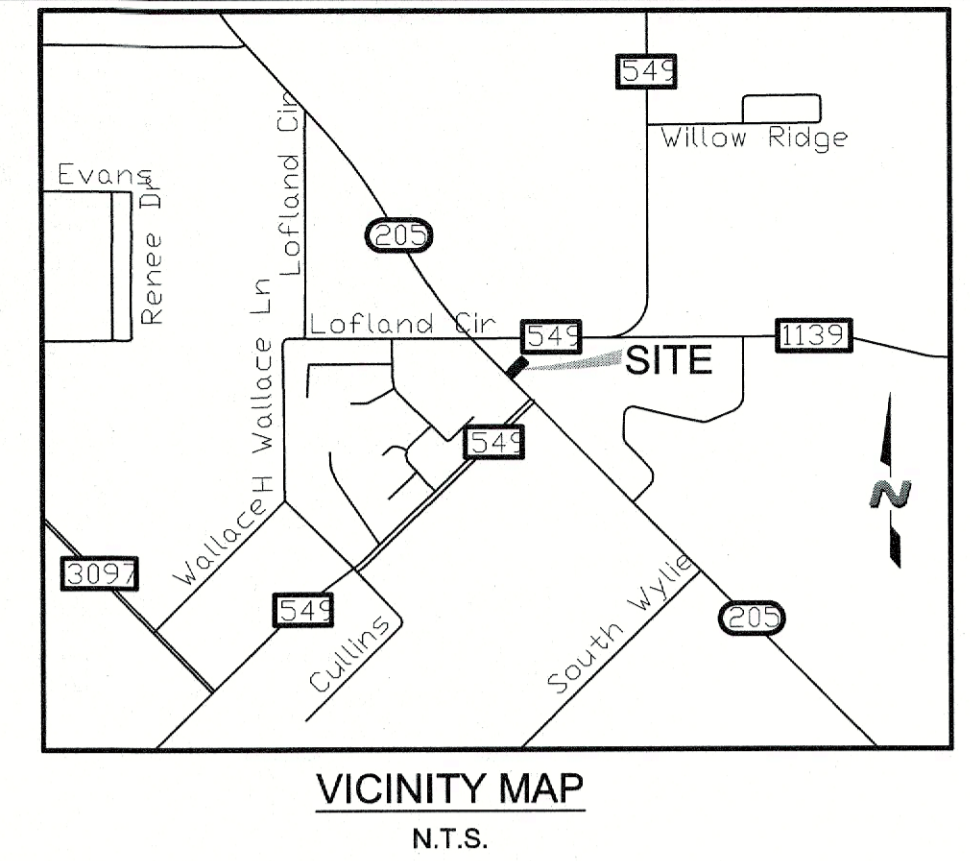 549
Willow Ridge
Lofland Cir
Evans
Renee Dr
205
H Wallace Ln
Lofland Cir
549
1139
SITE
549
N
Wallace
3097
549
Cullins
South Wylie
205
VICINITY MAP
N.T.S.